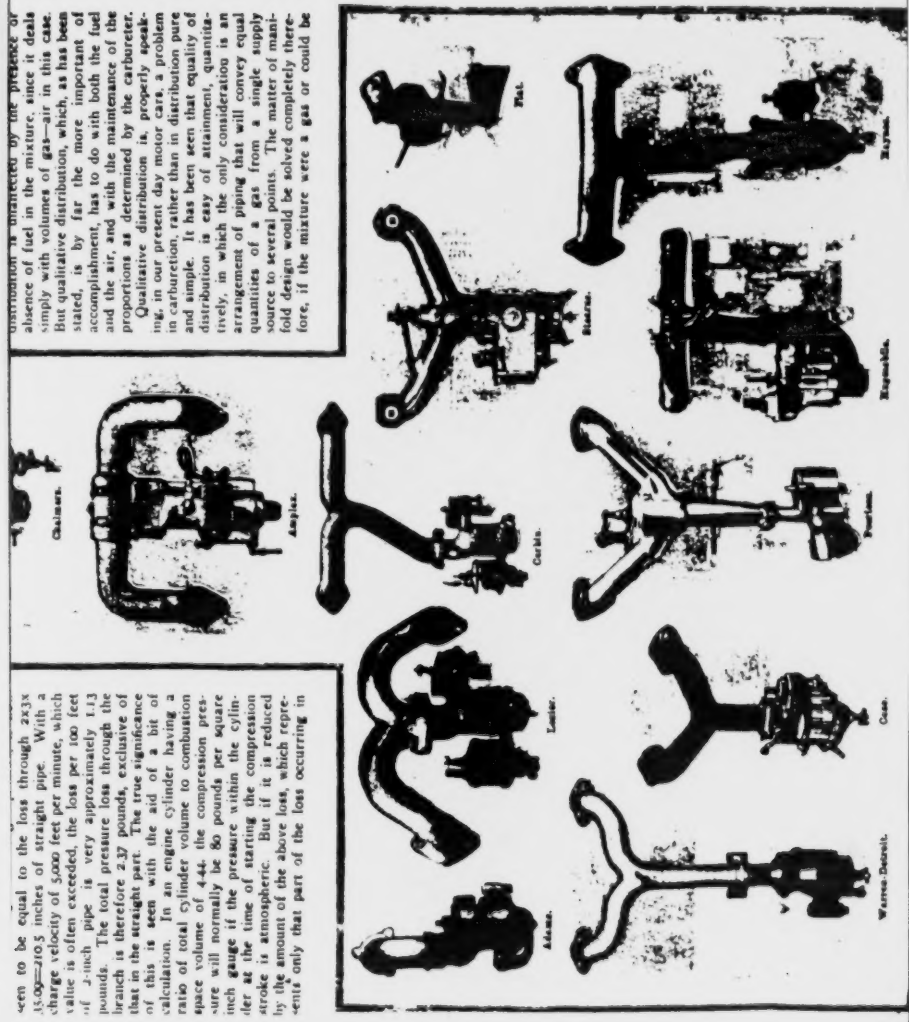 seen to be equal to the loss through 2x3x
35.09=210.5 inches of straight pipe. With a
charge velocity of 5,000 feet per minute, which
value is often exceeded, the loss per 100 feet
of 2-inch pipe is very approximately 1.13
pounds. The total pressure loss through the
branch is therefore 2.37 pounds, exclusive of
that in the straight part. The true significance
of this is seen with the aid of a bit of
calculation. In an engine cylinder having a
ratio of total cylinder volume to combustion
space volume of 4.44, the compression pres-
sure will normally be 80 pounds per square
inch gauge if the pressure within the cylin-
der at the time of starting the compression
stroke is atmospheric. But if it is reduced
by the amount of the above loss, which repre-
sents only that part of the loss occurring in
distribution is unaffected by the presence or
absence of fuel in the mixture, since it deals
simply with volumes of gas—air in this case.
But qualitative distribution, which, as has been
stated, is by far the more important of
accomplishment, has to do with both the fuel
and the air, and with the maintenance of the
proportions as determined by the carbureter.
Qualitative distribution is, properly speak-
ing, in our present day motor cars, a problem
in carburetion, rather than in distribution pure
and simple. It has been seen that equality of
distribution is easy of attainment, quantita-
tively, in which the only consideration is an
arrangement of piping that will convey equal
quantities of a gas from a single supply
source to several points. The matter of mani-
fold design would be solved completely there-
fore, if the mixture were a gas or could be
Chalmers.
Amplex.
Adams.
Lozier.
Corbin.
Stearns.
Fiat.
Warren-Detroit.
Case.
Pontiac.
Haynes.